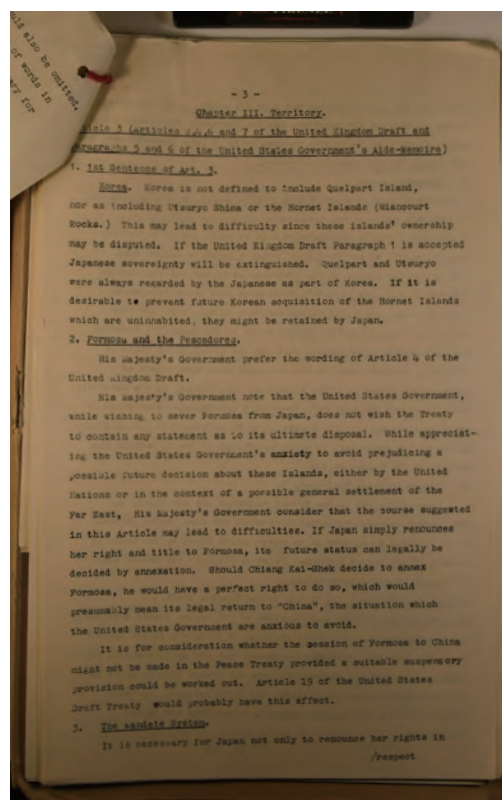 uld also be omitted.
of words in
ary for
- 3 -
Chapter III. Territory.
Article 3 (Articles 2,4,6 and 7 of the United Kingdom Draft and
Paragraphs 5 and 6 of the United States Government's Aide-Memoire)
1. 1st Sentence of Art. 3.
Korea. Korea is not defined to include Quelpart Island,
nor as including Utsuryo Shima or the Hornet Islands (Wiancourt
Rocks.) This may lead to difficulty since these islands' ownership
may be disputed. If the United Kingdom Draft Paragraph 1 is accepted
Japanese sovereignty will be extinguished. Quelpart and Utsuryo
were always regarded by the Japanese as part of Korea. If it is
desirable to prevent future Korean acquisition of the Hornet Islands
which are uninhabited, they might be retained by Japan.
2. Formosa and the Pescadores.
His Majesty's Government prefer the wording of Article 4 of the
United Kingdom Draft.
His Majesty's Government note that the United States Government,
while wishing to sever Formosa from Japan, does not wish the Treaty
to contain any statement as to its ultimate disposal. While appreciat-
ing the United States Government's anxiety to avoid prejudicing a
possible future decision about these Islands, either by the United
Nations or in the context of a possible general settlement of the
Far East, His Majesty's Government consider that the course suggested
in this Article may lead to difficulties. If Japan simply renounces
her right and title to Formosa, its future status can legally be
decided by annexation. Should Chiang Kai-Shek decide to annex
Formosa, he would have a perfect right to do so, which would
presumably mean its legal return to "China", the situation which
the United States Government are anxious to avoid.
It is for consideration whether the cession of Formosa to China
might not be made in the Peace Treaty provided a suitable suspensory
provision could be worked out. Article 19 of the United States
Draft Treaty would probably have this effect.
3. The Mandate System.
It is necessary for Japan not only to renounce her rights in
/respect